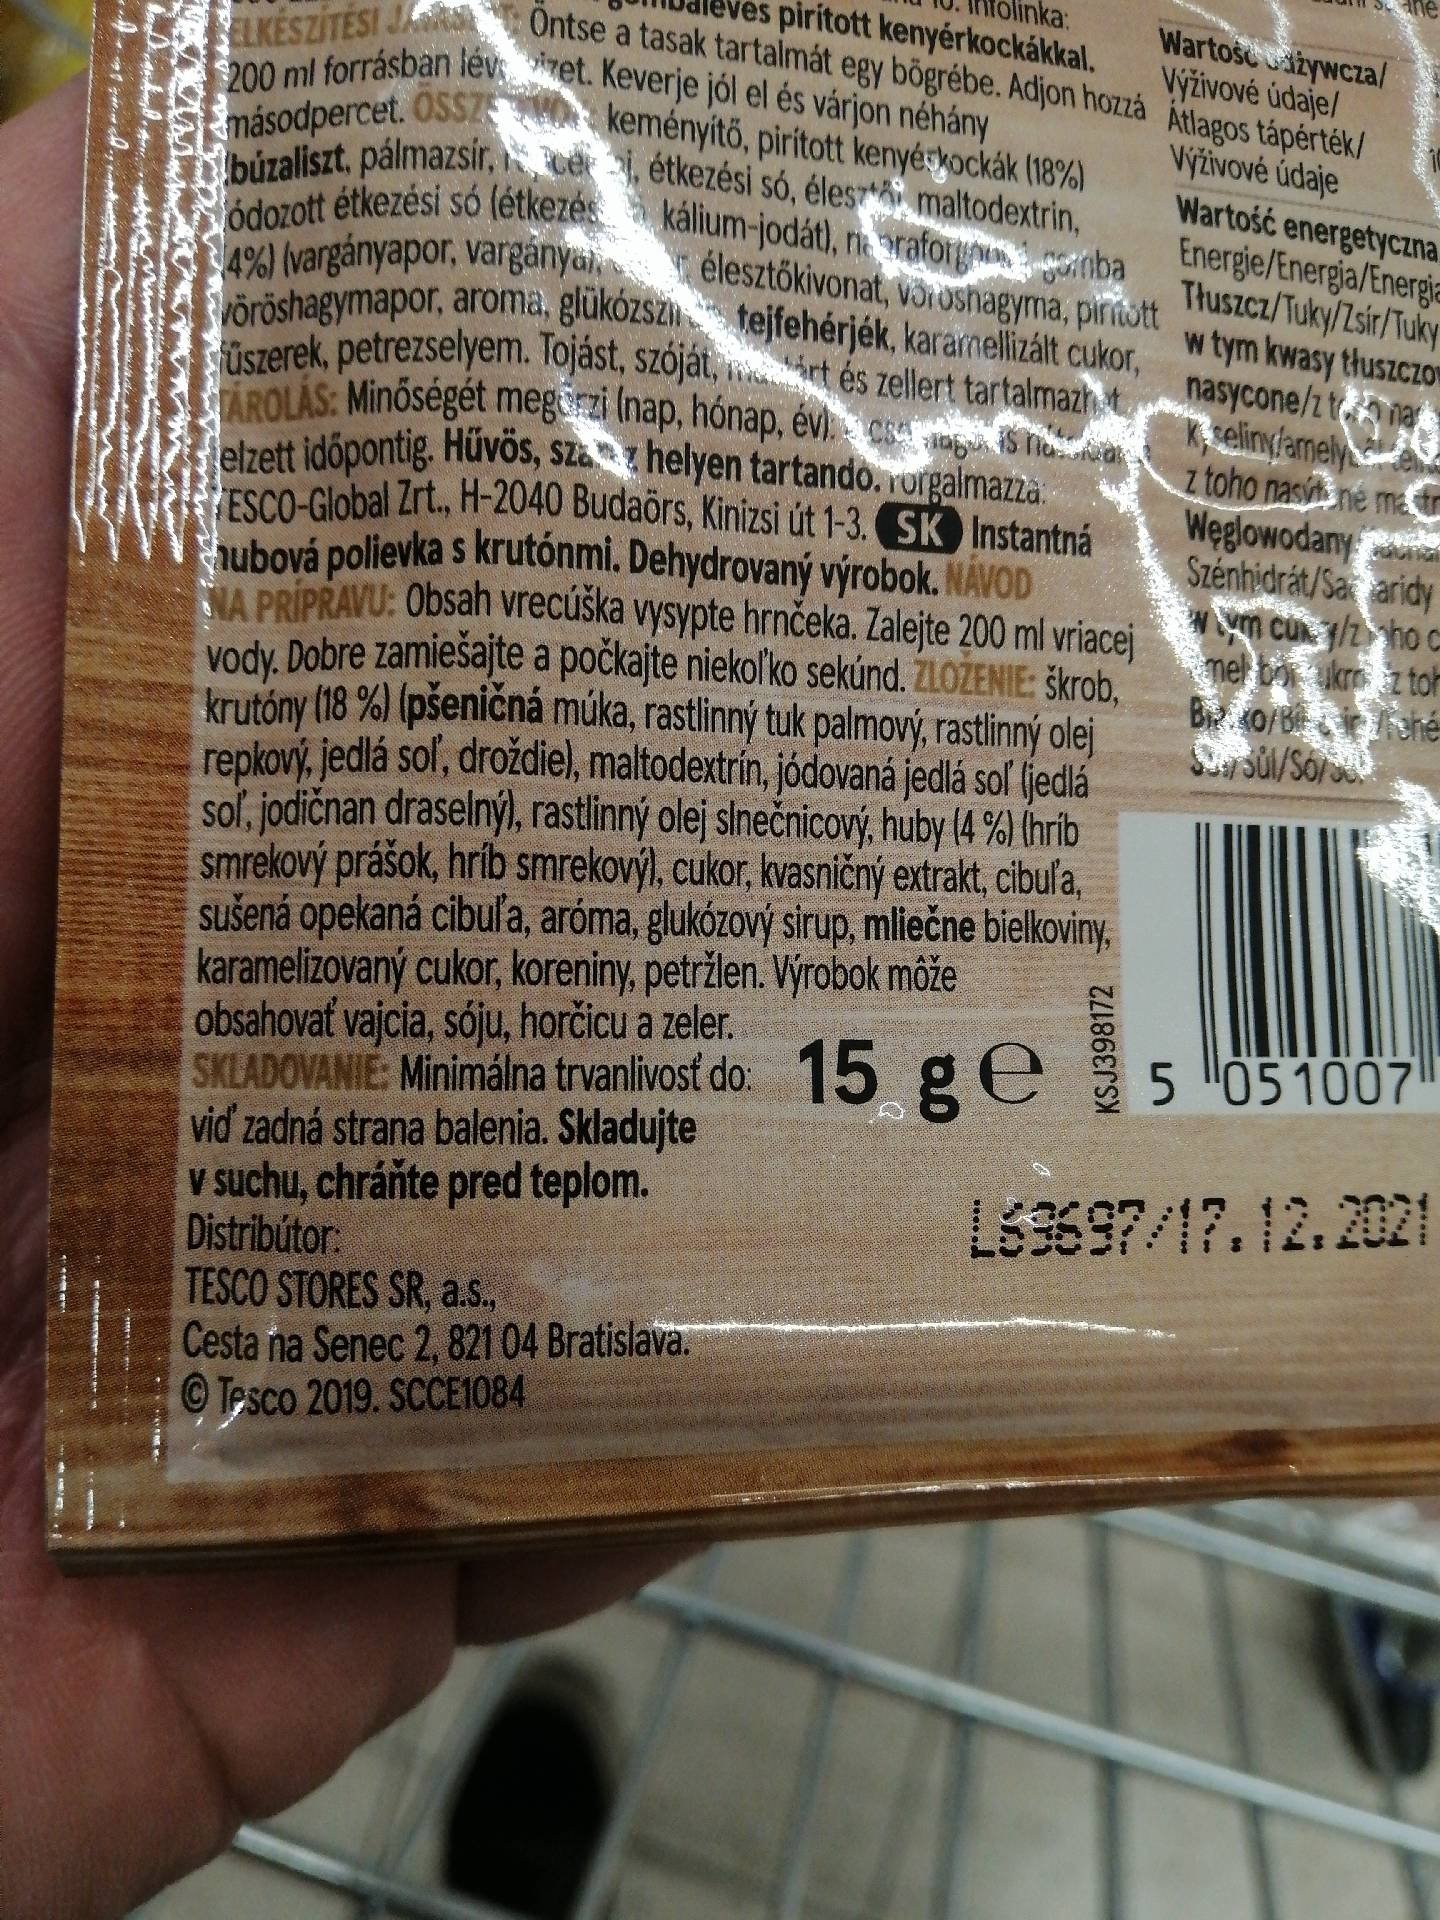 Infolinka:
pirított kenyérkockákkal.
ELKÉSZÍTÉSI Öntse a tasak tartalmát egy bögrébe. Adjon hozzá
200 ml forrásban Keverje jól el és várjon néhány
másodpercet. keményítő, pirított kenyérkockák (18%)
(búzaliszt, pálmazsír, étkezési só, maltodextrin,
étkezési só kálium-jodát),
4%) (vargányapor, élesztőkivonat, vöröshagyma, pirított
vöröshagymapor, aroma, tejfehérjék, karamellizált cukor,
fűszerek, petrezselyem. Tojást, szóját, és zellert tartalmazhat
TÁROLÁS: Minőségét megőrzi (nap, hónap, év):
jelzett időpontig. Hűvös, helyen tartandó. Forgalmazza:
TESCO-Global Zrt., H-2040 Budaörs, Kinizsi út 1-3. SK Instantná
hubová polievka s krutónmi. Dehydrovaný výrobok. NÁVOD
NA PRÍPRAVU: Obsah vrecúška vysypte hrnčeka. Zalejte 200 ml vriacej
vody. Dobre zamiešajte a počkajte niekoľko sekúnd. ZLOŽENIE: škrob,
krutóny (18 %) (pšeničná múka, rastlinný tuk palmový, rastlinný olej
repkový, jedlá soľ, droždie), maltodextrín, jódovaná jedlá soľ (jedlá
soľ, jodičnan draselný), rastlinný olej slnečnicový, huby (4 %) (hríb
smrekový prášok, hríb smrekový), cukor, kvasničný extrakt, cibuľa,
sušená opekaná cibuľa, aróma, glukózový sirup, mliečne bielkoviny,
karamelizovaný cukor, koreniny, petržlen. Výrobok môže
obsahovať vajcia, sóju, horčicu a zeler.
SKLADOVANIE: Minimálna trvanlivosť do:
viď zadná strana balenia. Skladujte
v suchu, chráňte pred teplom.
Distribútor:
TESCO STORES SR, a.s.,
Cesta na Senec 2, 821 04 Bratislava.
© Tesco 2019. SCCE1084
15 g e
Wartość odżywcza/
Výživové údaje/
Átlagos tápérték/
Výživové údaje
Wartość energetyczna
Energie/Energia/Energia
Tłuszcz/Tuky/Zsír/Tuky
w tym kwasy
nasycone/z
z toho
Węglowodany
Szénhidrát/
w tym
KSJ398172
5 051007
L69697/17.12.2021